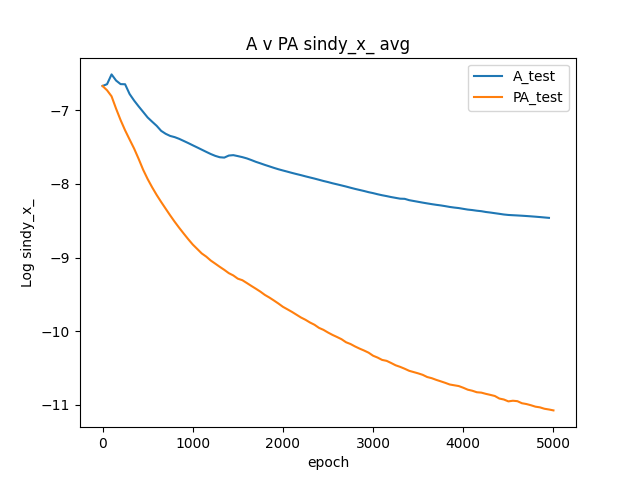 A v PA sindy_x_ avg
A_test
PA_test
Log sindy_x_
−7
−8
−9
−10
−11
0 1000 2000 3000 4000 5000
epoch